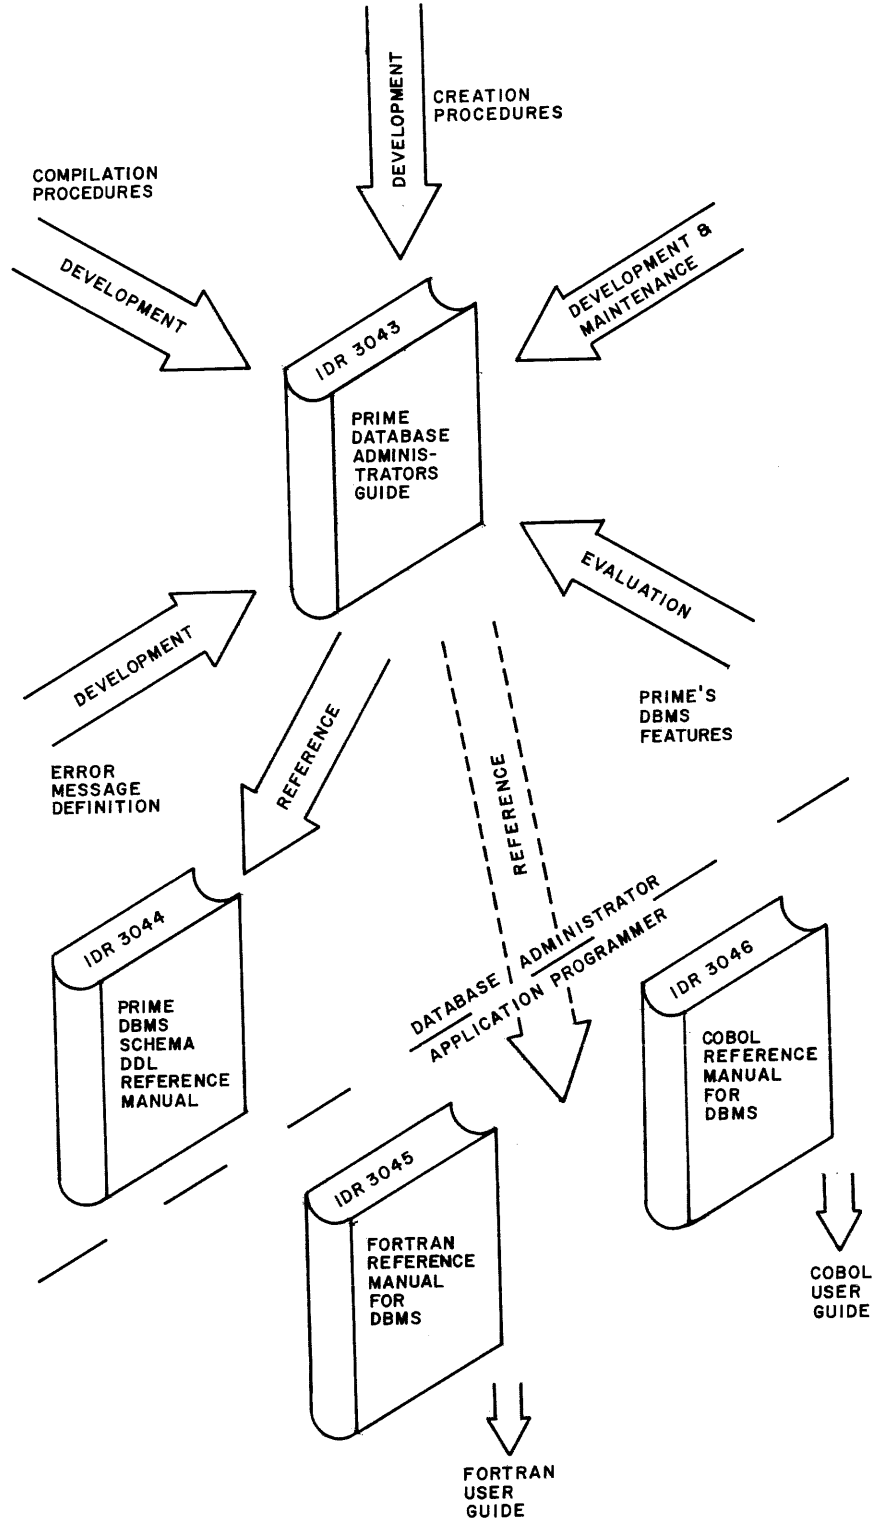 DEVELOPMENT
CREATION
PROCEDURES
COMPILATION
PROCEDURES
DEVELOPMENT
DEVELOPMENT &
MAINTENANCE
IDR 3043
PRIME
DATABASE
ADMINIS-
TRATORS
GUIDE
EVALUATION
PRIME'S
DBMS
FEATURES
DEVELOPMENT
ERROR
MESSAGE
DEFINITION
REFERENCE
REFERENCE
DATABASE ADMINISTRATOR
APPLICATION PROGRAMMER
IDR 3044
PRIME
DBMS
SCHEMA
DDL
REFERENCE
MANUAL
IDR 3046
COBOL
REFERENCE
MANUAL
FOR
DBMS
IDR 3045
FORTRAN
REFERENCE
MANUAL
FOR
DBMS
COBOL
USER
GUIDE
FORTRAN
USER
GUIDE